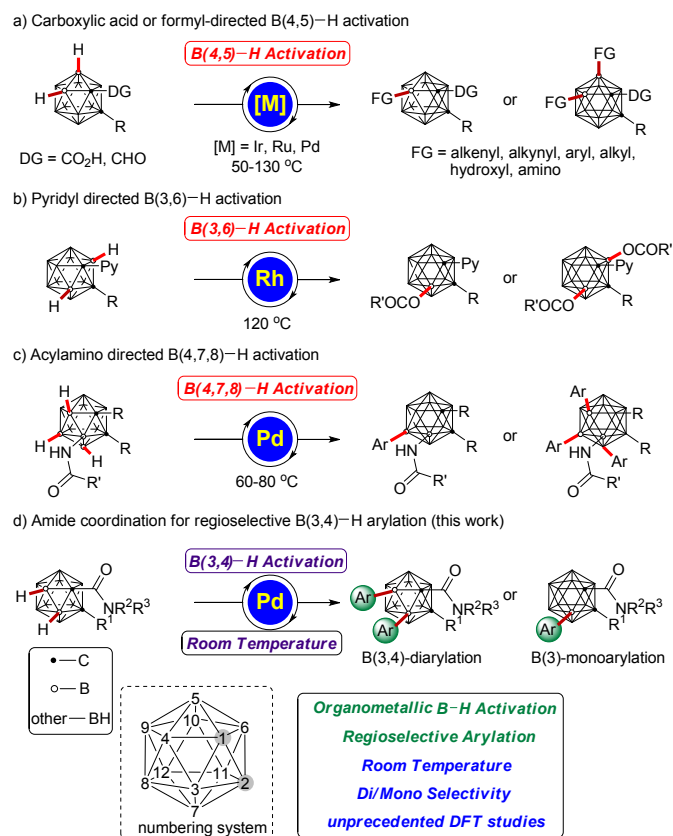 a) Carboxylic acid or formyl-directed B(4,5)−H activation
H
H
DG
R
DG = CO2H, CHO
B(4,5)−H Activation
[M]
[M] = Ir, Ru, Pd
50-130 °C
FG
DG
R
or
FG
FG
DG
R
FG = alkenyl, alkynyl, aryl, alkyl,
hydroxyl, amino
b) Pyridyl directed B(3,6)−H activation
H
Py
H
R
B(3,6)−H Activation
Rh
120 °C
Py
R'OCO
R
or
OCOR'
Py
R'OCO
R
c) Acylamino directed B(4,7,8)−H activation
H
R
H
R
HN
H
O
R'
B(4,7,8)−H Activation
Pd
60-80 °C
R
Ar
R
HN
O
R'
or
Ar
R
Ar
R
HN
Ar
O
R'
d) Amide coordination for regioselective B(3,4)−H arylation (this work)
O
H
NR2R3
R1
H
B(3,4)−H Activation
Pd
Room Temperature
O
Ar
NR2R3
Ar
R1
B(3,4)-diarylation
or
O
NR2R3
Ar
R1
B(3)-monoarylation
C
B
other — BH
5
9
10
6
4
1
12
11
8
3
2
7
numbering system
Organometallic B−H Activation
Regioselective Arylation
Room Temperature
Di/Mono Selectivity
unprecedented DFT studies